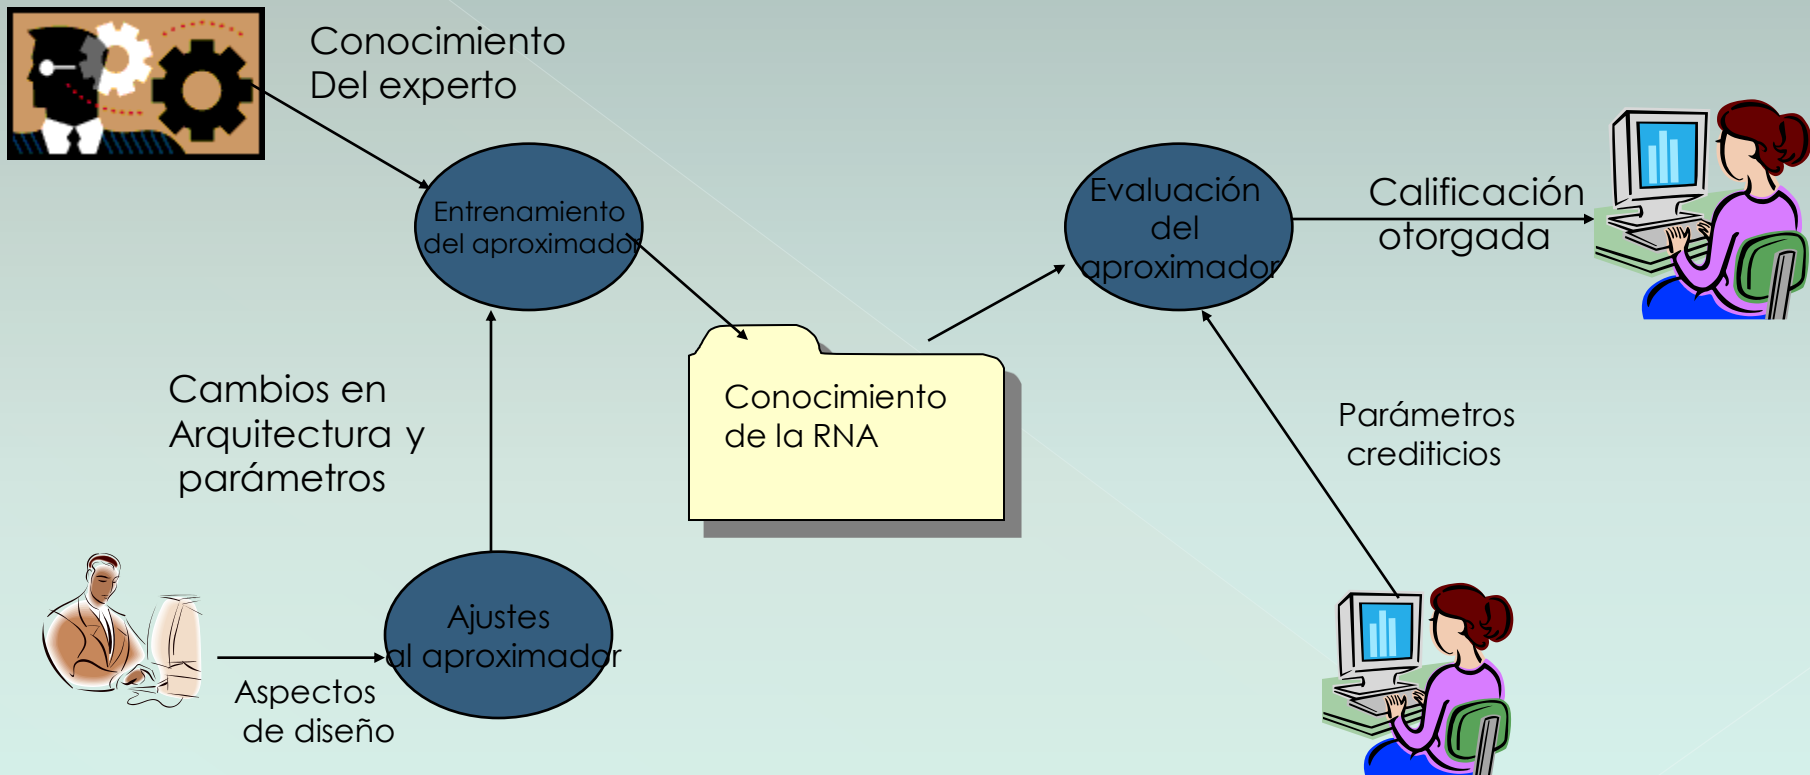 Conocimiento
Del experto
Entrenamiento
del aproximador
Evaluación
del
aproximador
Calificación
otorgada
Cambios en
Arquitectura y
parámetros
Conocimiento
de la RNA
Parámetros
crediticios
Ajustes
al aproximador
Aspectos
de diseño